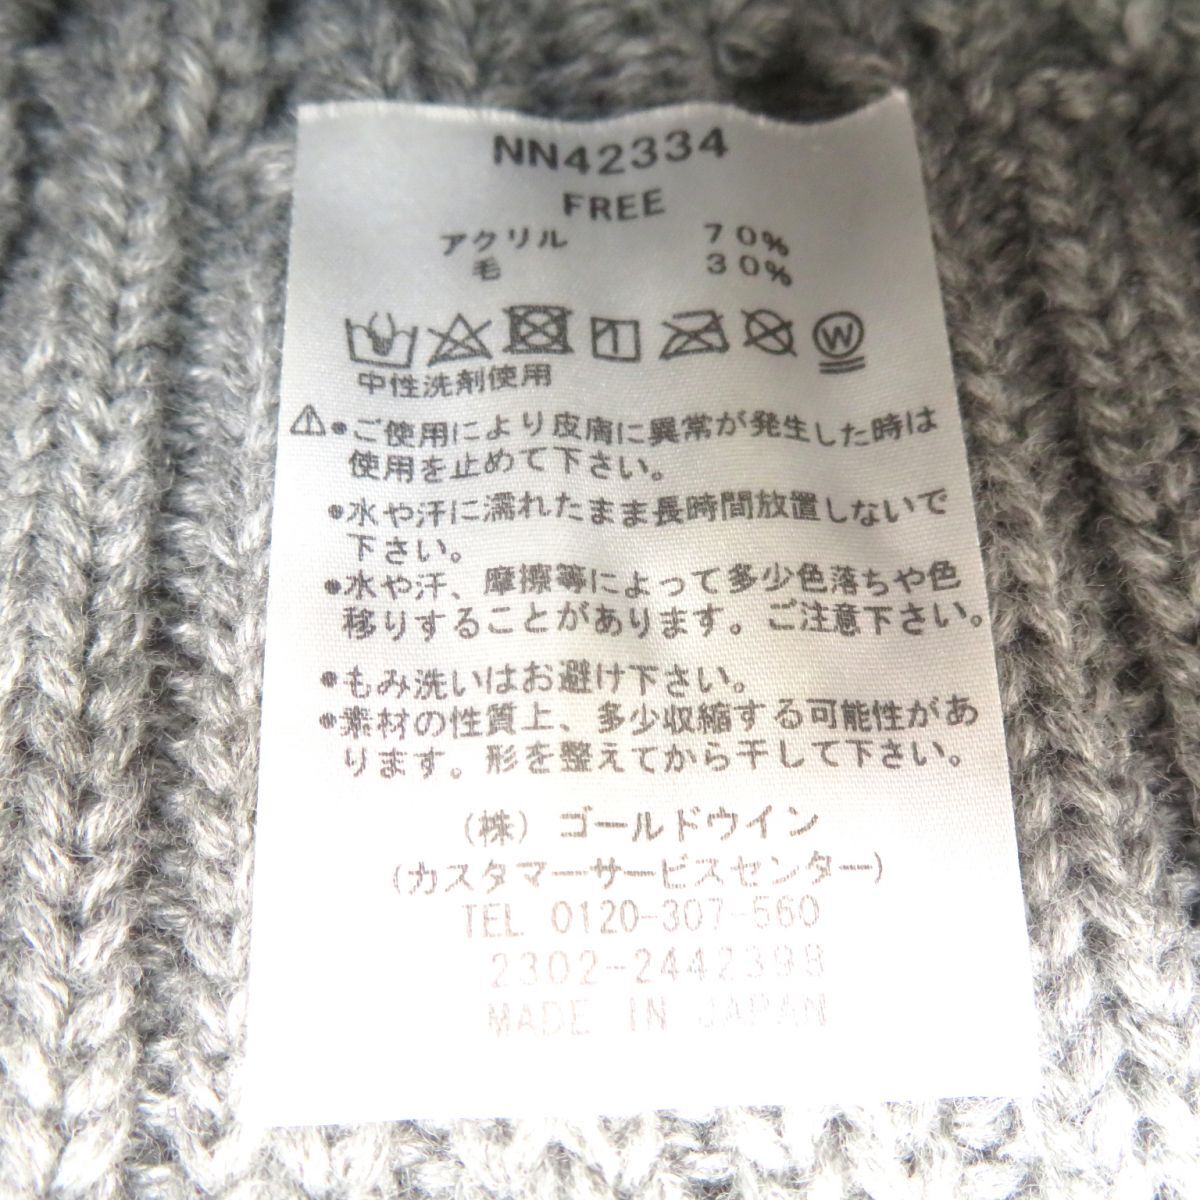 NN42334
FREE
アクリル 70%
毛 30%
W
中性洗剤使用
⚠●ご使用により皮膚に異常が発生した時は
使用を止めて下さい。
●水や汗に濡れたまま長時間放置しないで
下さい。
●水や汗、摩擦等によって多少色落ちや色
移りすることがあります。ご注意下さい。
●もみ洗いはお避け下さい。
●素材の性質上、多少収縮する可能性があ
ります。形を整えてから干して下さい。
(株) ゴールドウイン
(カスタマーサービスセンター)
TEL 0120-307-560
2302-2442398
MADE IN JAPAN